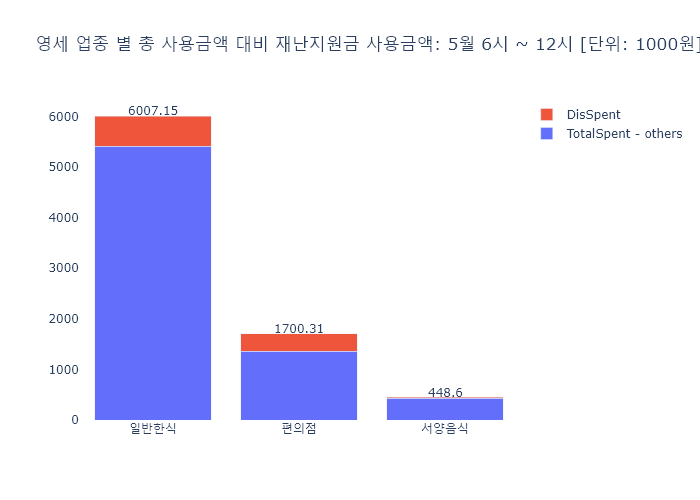 영세 업종 별 총 사용금액 대비 재난지원금 사용금액: 5월 6시 ~ 12시 [단위: 1000원]
DisSpent
TotalSpent - others
6000
5000
4000
3000
2000
1000
0
6007.15
1700.31
448.6
일반한식
편의점
서양음식